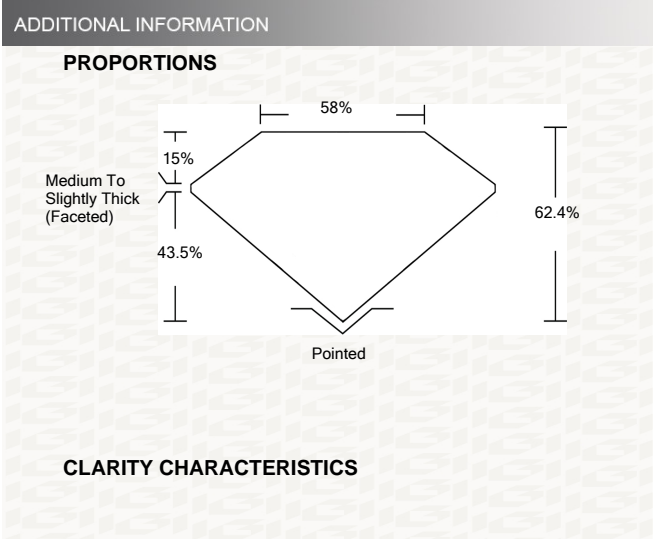 ADDITIONAL INFORMATION
PROPORTIONS
58%
15%
Medium To
Slightly Thick
(Faceted)
62.4%
43.5%
Pointed
CLARITY CHARACTERISTICS